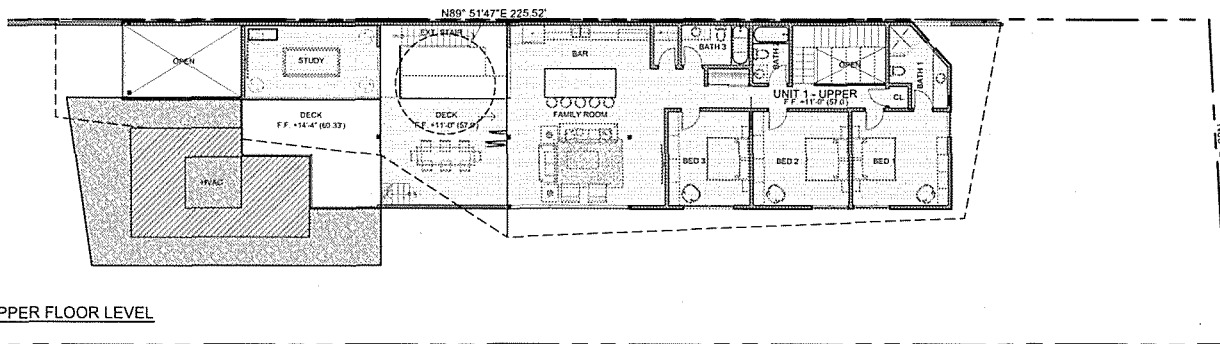 N89° 51'47"E 225.52'
EXT. STAIR
BAR
BATH 3
BATH 2
OPEN
BATH 1
OPEN
STUDY
UNIT 1 - UPPER
F.F. +11'-0" (57.0')
CL
DECK
F.F. +14'-4" (60.33')
DECK
F.F. +11'-0" (57.0')
FAMILY ROOM
BED 3
BED 2
BED 1
HVAC
PPER FLOOR LEVEL